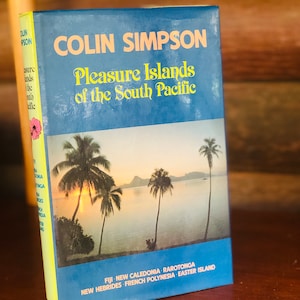 COLIN SIMPSON
Pleasure Islands
of the South Pacific
FIJI NEW CALEDONIA RAROTONGA
NEW HEBRIDES FRENCH POLYNESIA EASTER ISLAND